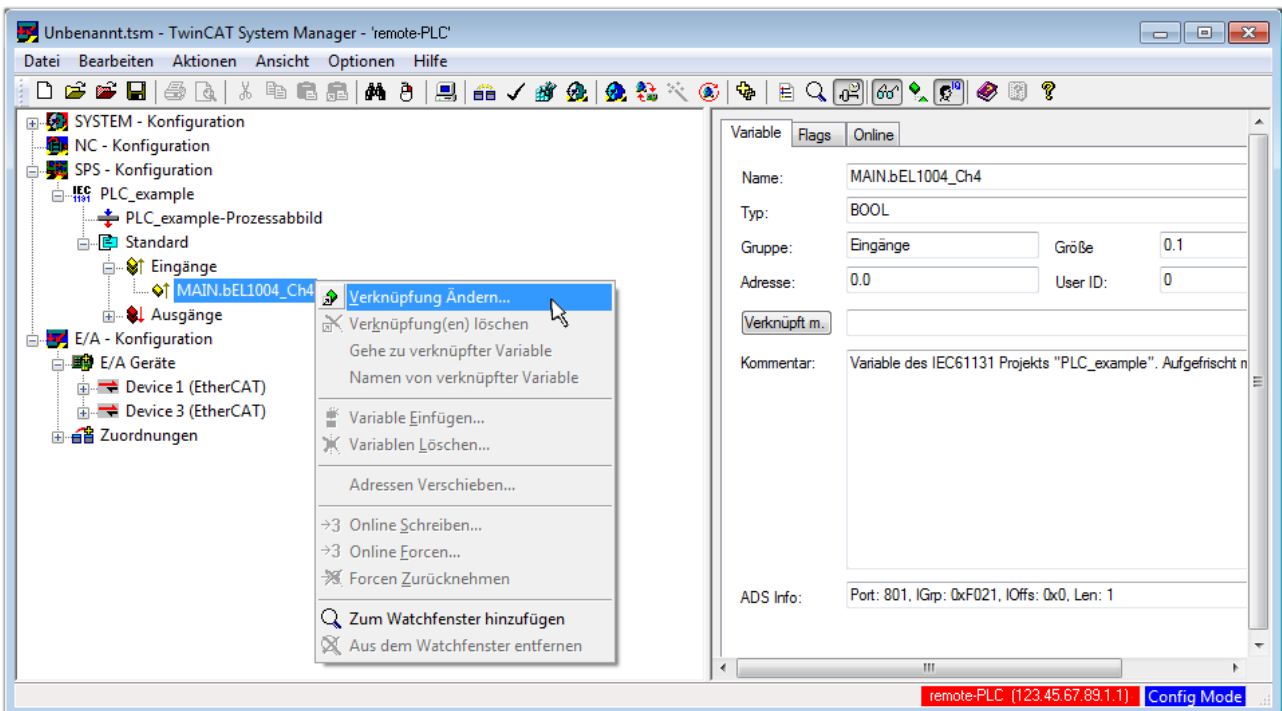 Unbenannt.tsm - TwinCAT System Manager - 'remote-PLC'
Datei Bearbeiten Aktionen Ansicht Optionen Hilfe
SYSTEM - Konfiguration
NC - Konfiguration
SPS - Konfiguration
IEC 1131 PLC_example
PLC_example-Prozessabbild
Standard
Eingänge
MAIN.bEL1004_Ch4
Ausgänge
E/A - Konfiguration
E/A Geräte
Device 1 (EtherCAT)
Device 3 (EtherCAT)
Zuordnungen
Verknüpfung Ändern...
Verknüpfung(en) löschen
Gehe zu verknüpfter Variable
Namen von verknüpfter Variable
Variable Einfügen...
Variablen Löschen...
Adressen Verschieben...
→3 Online Schreiben...
→3 Online Forcen...
Forcen Zurücknehmen
Zum Watchfenster hinzufügen
Aus dem Watchfenster entfernen
Variable Flags Online
Name: MAIN.bEL1004_Ch4
Typ: BOOL
Gruppe: Eingänge Größe 0.1
Adresse: 0.0 User ID: 0
Verknüpft m.
Kommentar: Variable des IEC61131 Projekts "PLC_example". Aufgefrischt
ADS Info: Port: 801, IGrp: 0xF021, IOffs: 0x0, Len: 1
remote-PLC (123.45.67.89.1.1) Config Mode